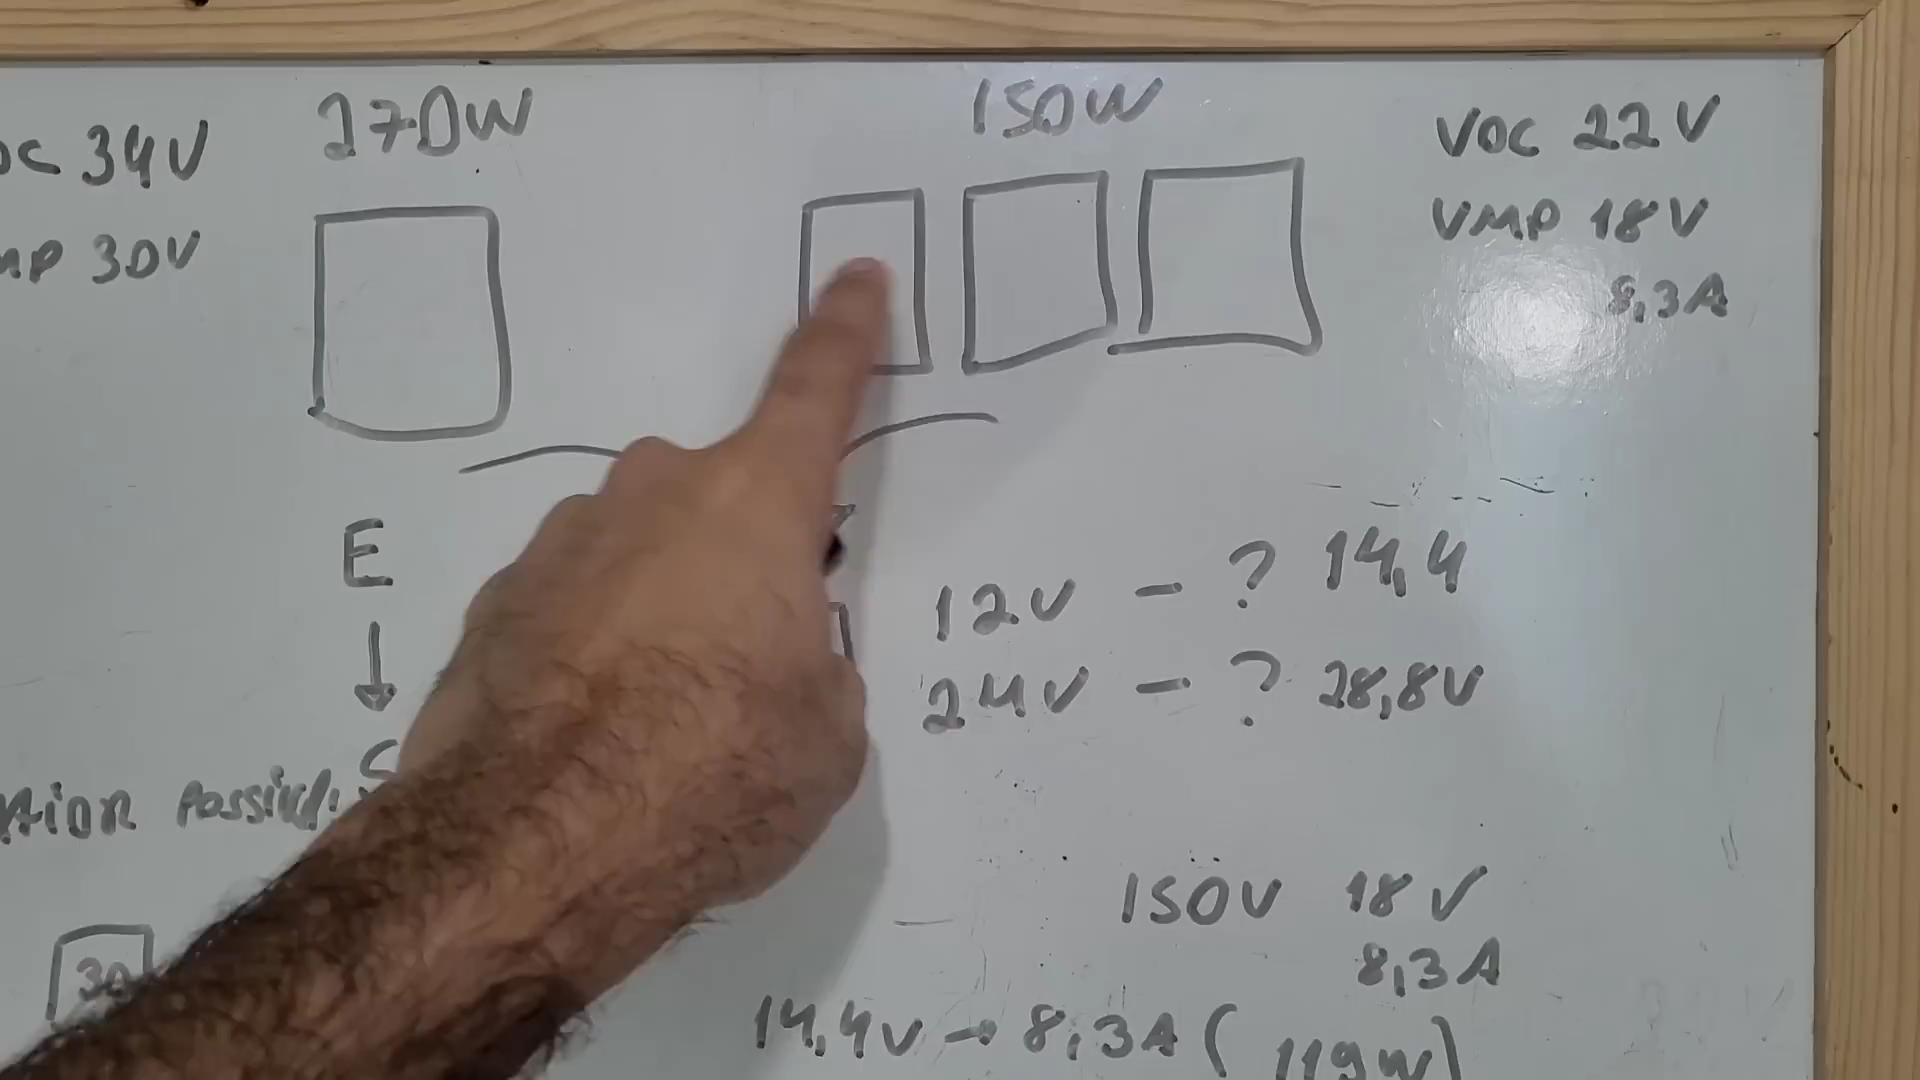 OC 34V
MP 30V
270W
150W
VOC 22V
VMP 18V
8,3A
E
12V - ? 14,4
24V - ? 28,8V
Possible
30
150V 18V
8,3A
14,4V → 8,3A (119W)